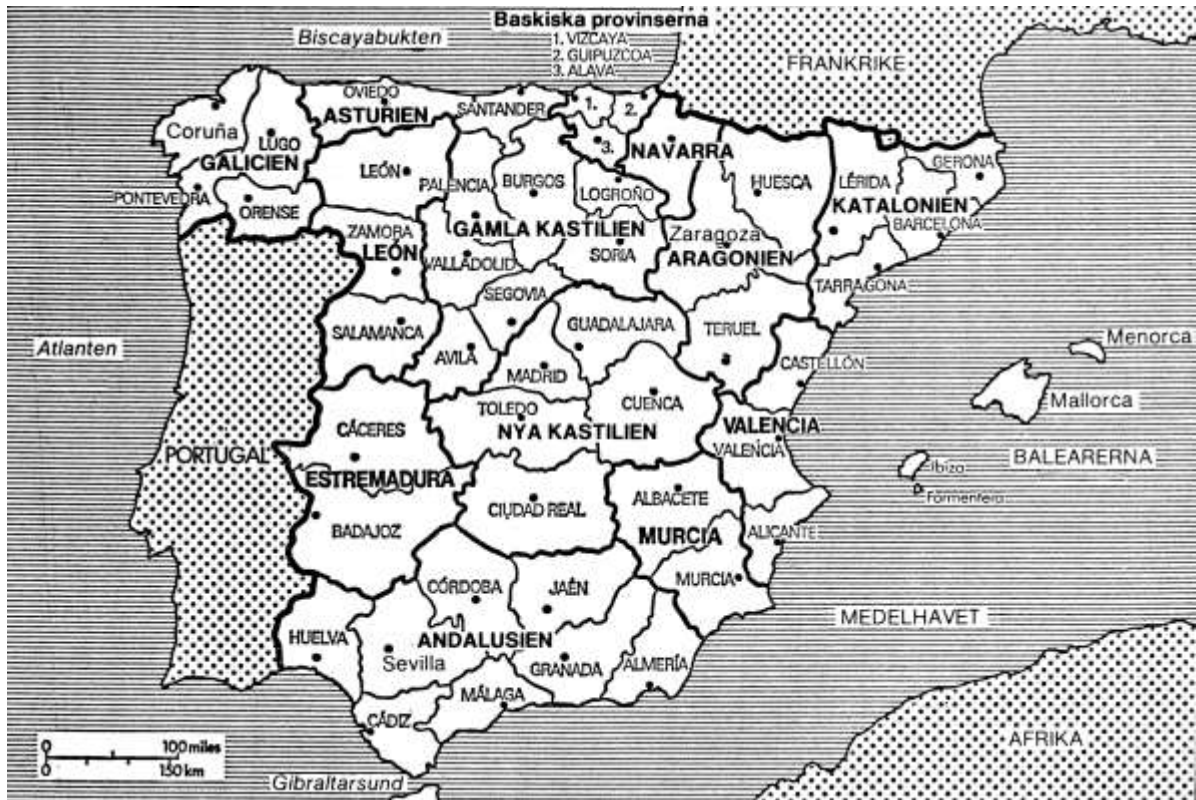 Baskiska provinserna
1. VIZCAYA
2. GUIPUZCOA
3. ALAVA
Biscayabukten
FRANKRIKE
OVIEDO
ASTURIEN
SANTANDER
1.
2.
3.
Coruña
LUGO
GALICIEN
PONTEVEDRA
ORENSE
LEÓN
PALENCIA
BURGOS
LOGROÑO
NAVARRA
HUESCA
LÉRIDA
GERONA
KATALONIEN
BARCELONA
ZAMORA
LEÓN
GAMLA KASTILIEN
VALLADOLID
SORIA
Zaragoza
ARAGONIEN
TARRAGONA
SEGOVIA
SALAMANCA
AVILA
GUADALAJARA
MADRID
TERUEL
CASTELLÓN
Atlanten
Menorca
Mallorca
CUENCA
TOLEDO
NYA KASTILIEN
CÁCERES
VALENCIA
VALENCIA
PORTUGAL
ESTREMADURA
BALEARERNA
Ibiza
Formentera
BADAJOZ
CIUDAD REAL
ALBACETE
MURCIA
ALICANTE
MURCIA
CÓRDOBA
JAÉN
MEDELHAVET
HUELVA
ANDALUSIEN
Sevilla
GRANADA
ALMERÍA
MÁLAGA
CÁDIZ
AFRIKA
0 100 miles
0 150 km
Gibraltarsund